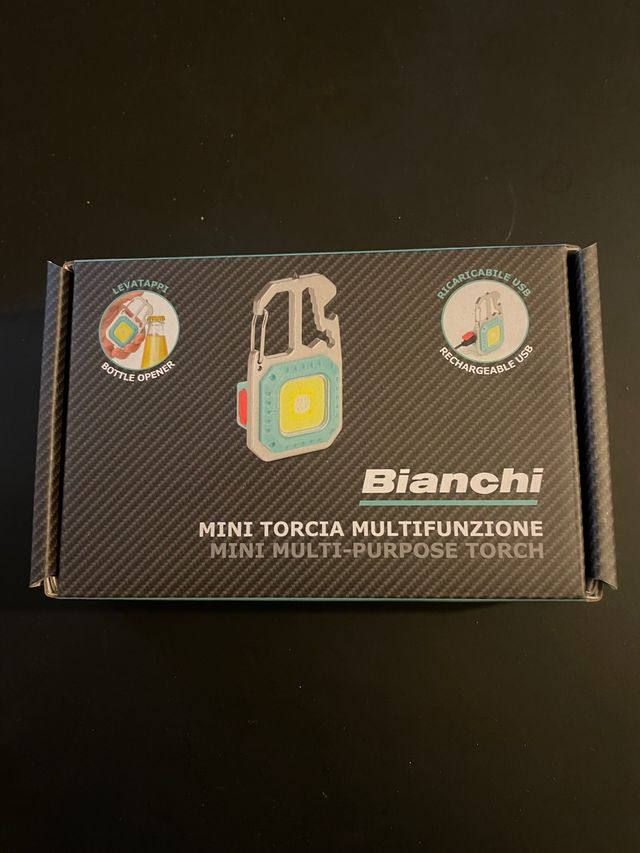 LEVATAPPI
BOTTLE OPENER
RICARICABILE USB
RECHARGEABLE USB
Bianchi
MINI TORCIA MULTIFUNZIONE
MINI MULTI-PURPOSE TORCH